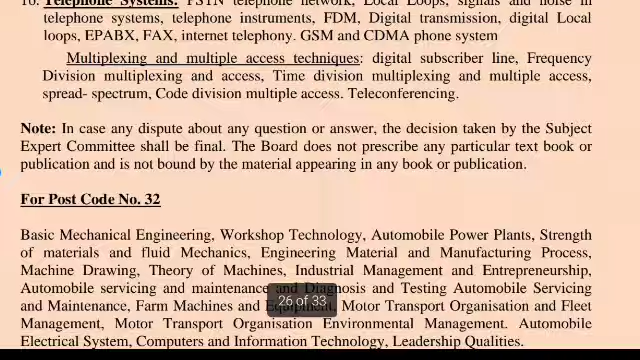 16. Telephone Systems: PSTN telephone network, Local Loops, signals and noise in
telephone systems, telephone instruments, FDM, Digital transmission, digital Local
loops, EPABX, FAX, internet telephony. GSM and CDMA phone system
Multiplexing and multiple access techniques: digital subscriber line, Frequency
Division multiplexing and access, Time division multiplexing and multiple access,
spread- spectrum, Code division multiple access. Teleconferencing.
Note: In case any dispute about any question or answer, the decision taken by the Subject
Expert Committee shall be final. The Board does not prescribe any particular text book or
publication and is not bound by the material appearing in any book or publication.
For Post Code No. 32
Basic Mechanical Engineering, Workshop Technology, Automobile Power Plants, Strength
of materials and fluid Mechanics, Engineering Material and Manufacturing Process,
Machine Drawing, Theory of Machines, Industrial Management and Entrepreneurship,
Automobile servicing and maintenance and Diagnosis and Testing Automobile Servicing
and Maintenance, Farm Machines and Equipment, Motor Transport Organisation and Fleet
Management, Motor Transport Organisation Environmental Management. Automobile
Electrical System, Computers and Information Technology, Leadership Qualities.
26 of 33